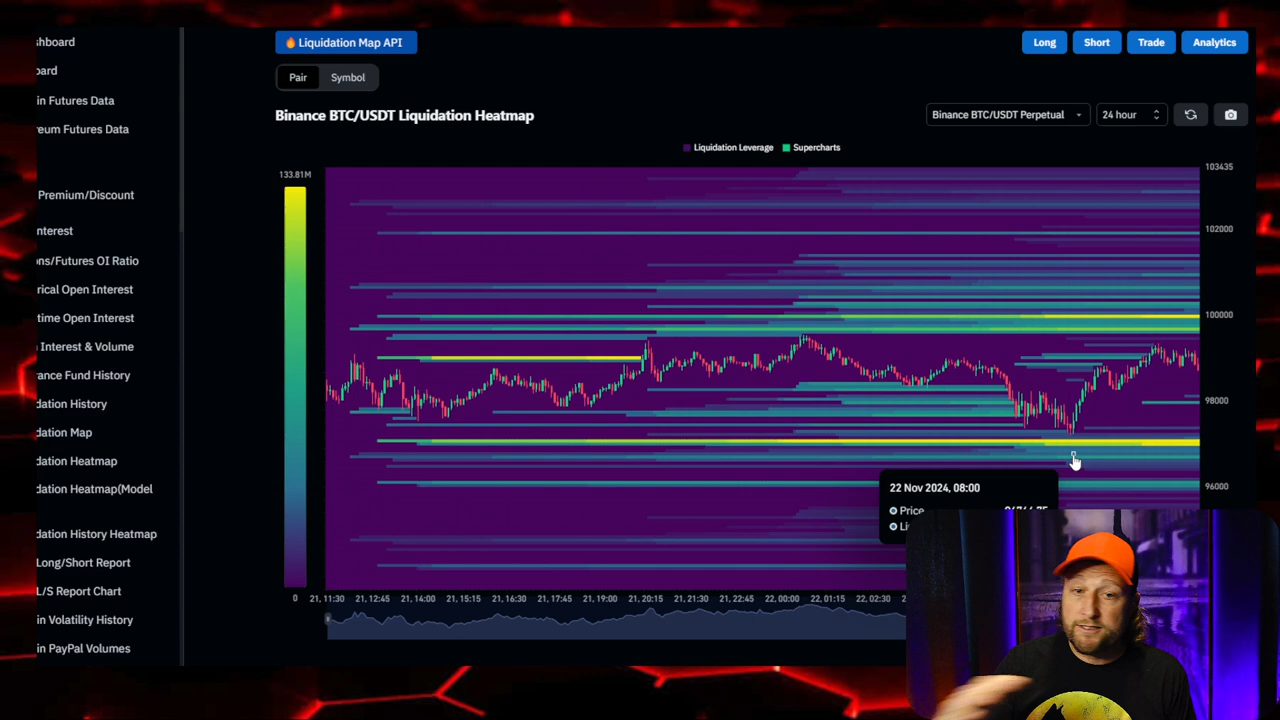 shboard
Liquidation Map API
Long
Short
Trade
Analytics
oard
Pair
Symbol
in Futures Data
Binance BTC/USDT Liquidation Heatmap
Binance BTC/USDT Perpetual
24 hour
eum Futures Data
Liquidation Leverage
Supercharts
133.81M
103435
Premium/Discount
102000
nterest
ons/Futures OI Ratio
rical Open Interest
time Open Interest
100000
Interest & Volume
rance Fund History
dation History
98000
dation Map
dation Heatmap
dation Heatmap(Model
96000
22 Nov 2024, 08:00
Price
Li
dation History Heatmap
Long/Short Report
L/S Report Chart
0
21, 11:30
21, 12:45
21, 14:00
21, 15:15
21, 16:30
21, 17:45
21, 19:00
21, 20:15
21, 21:30
21, 22:45
22, 00:00
22, 01:15
22, 02:30
in Volatility History
in PayPal Volumes